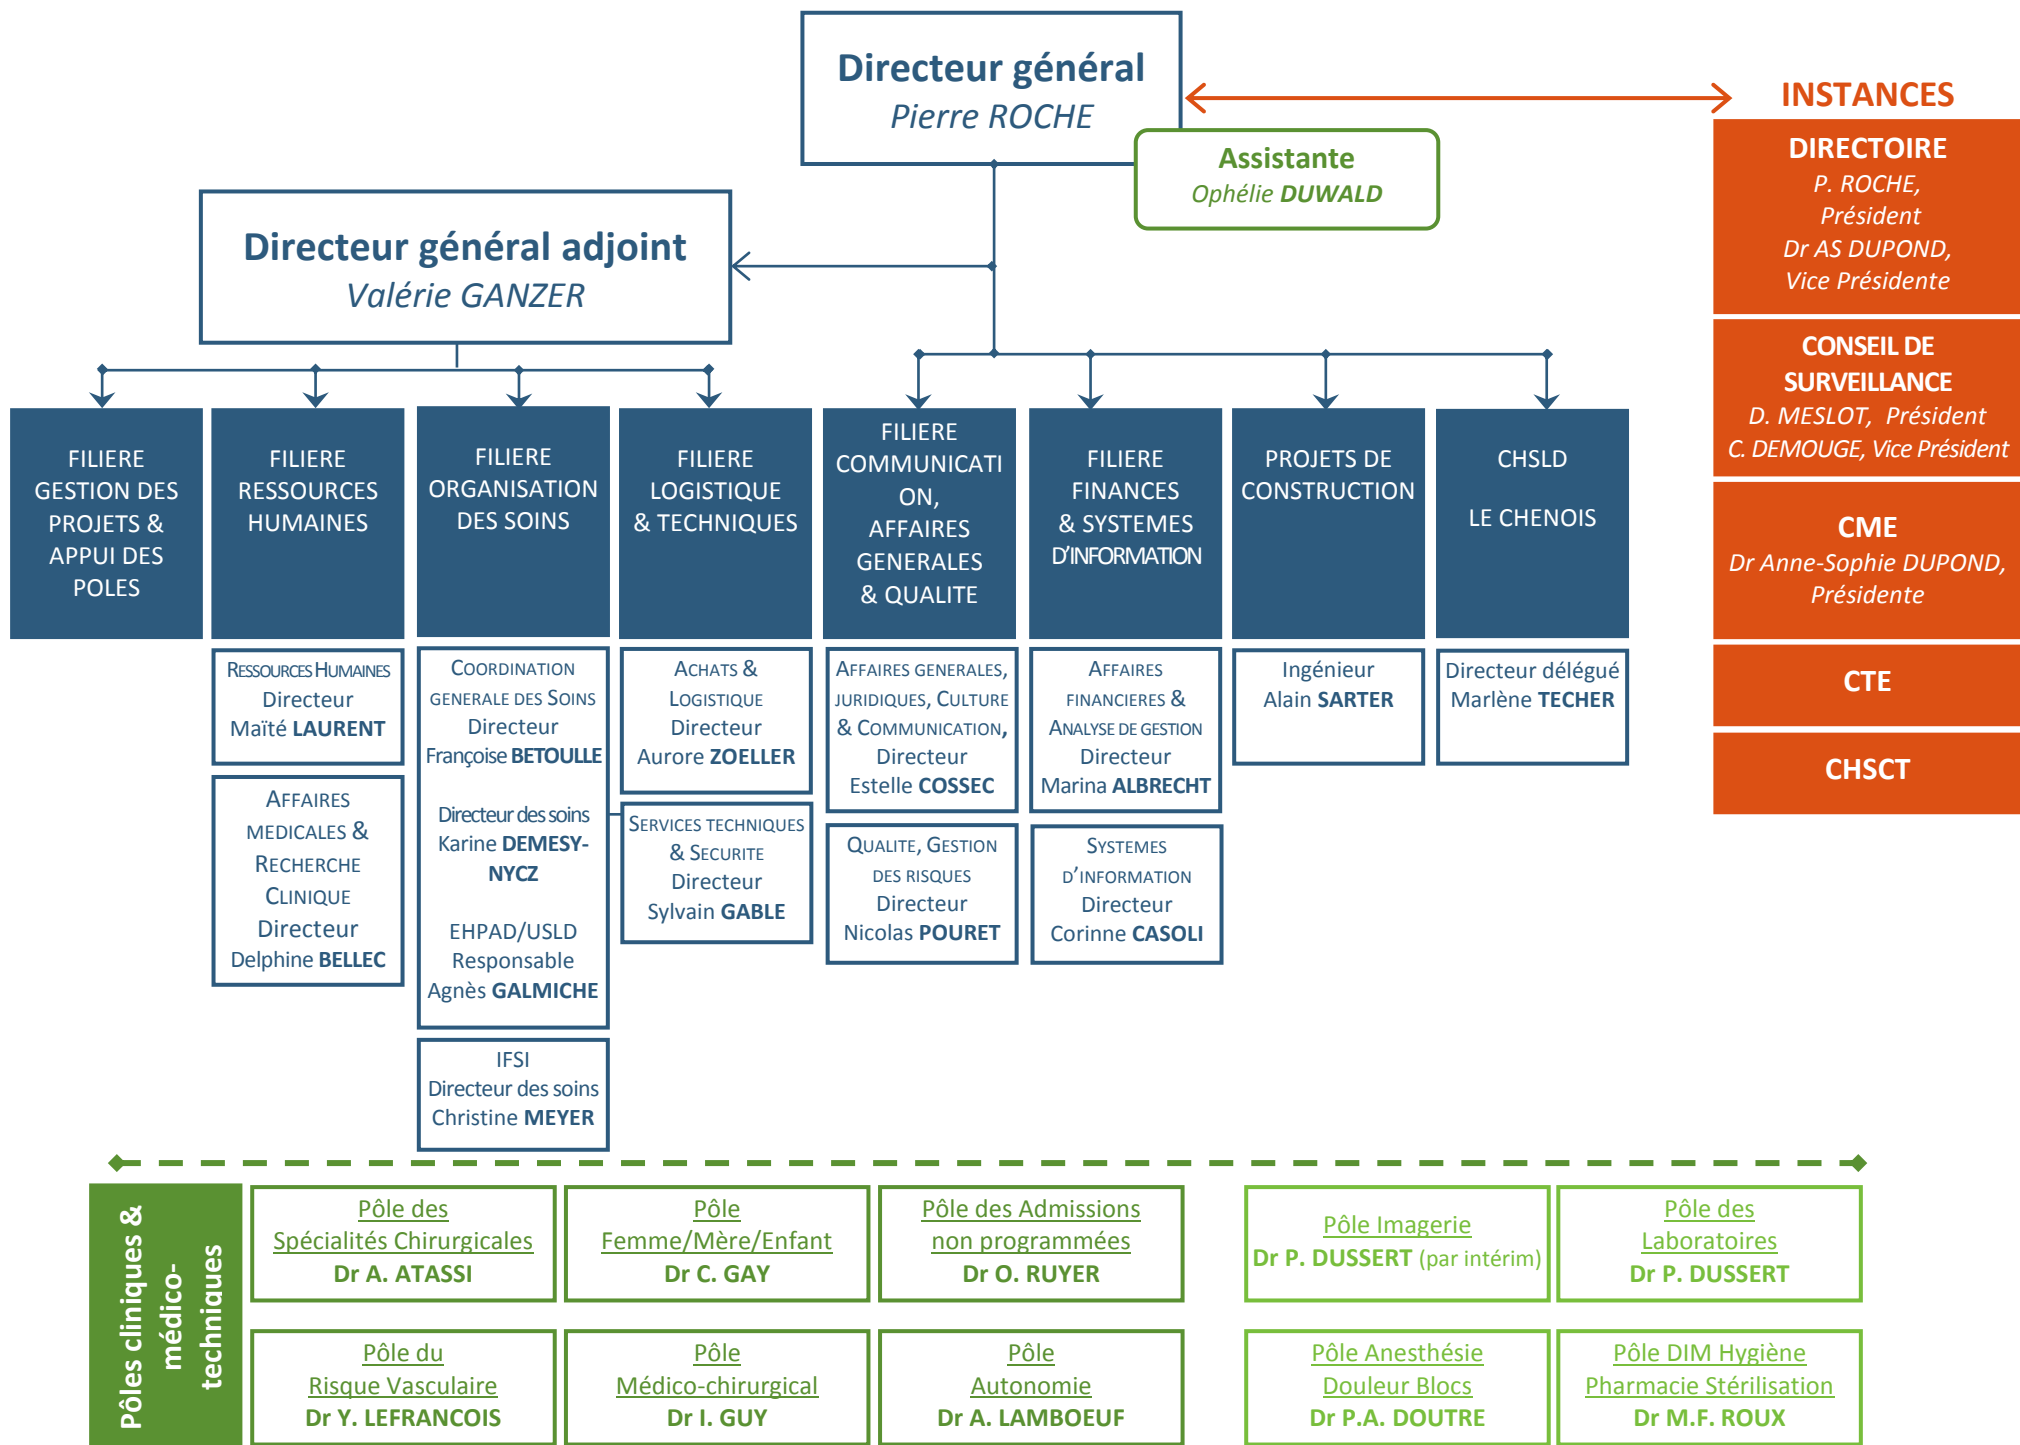 Directeur général
Pierre ROCHE
Assistante
Ophélie DUWALD
Directeur général adjoint
Valérie GANZER
INSTANCES
DIRECTOIRE
P. ROCHE,
Président
Dr AS DUPOND,
Vice Présidente
CONSEIL DE
SURVEILLANCE
D. MESLOT, Président
C. DEMOUGE, Vice Président
CME
Dr Anne-Sophie DUPOND,
Présidente
CTE
CHSCT
FILIERE
GESTION DES
PROJETS &
APPUI DES
POLES
FILIERE
RESSOURCES
HUMAINES
RESSOURCES HUMAINES
Directeur
Maïté LAURENT
AFFAIRES
MEDICALES &
RECHERCHE
CLINIQUE
Directeur
Delphine BELLEC
FILIERE
ORGANISATION
DES SOINS
COORDINATION
GENERALE DES SOINS
Directeur
Françoise BETOULLE
Directeur des soins
Karine DEMESY-
NYCZ
EHPAD/USLD
Responsable
Agnès GALMICHE
IFSI
Directeur des soins
Christine MEYER
FILIERE
LOGISTIQUE
& TECHNIQUES
ACHATS &
LOGISTIQUE
Directeur
Aurore ZOELLER
SERVICES TECHNIQUES
& SECURITE
Directeur
Sylvain GABLE
FILIERE
COMMUNICATI
ON,
AFFAIRES
GENERALES
& QUALITE
AFFAIRES GENERALES,
JURIDIQUES, CULTURE
& COMMUNICATION,
Directeur
Estelle COSSEC
QUALITE, GESTION
DES RISQUES
Directeur
Nicolas POURET
FILIERE
FINANCES
& SYSTEMES
D'INFORMATION
AFFAIRES
FINANCIERES &
ANALYSE DE GESTION
Directeur
Marina ALBRECHT
SYSTEMES
D'INFORMATION
Directeur
Corinne CASOLI
PROJETS DE
CONSTRUCTION
Ingénieur
Alain SARTER
CHSLD
LE CHENOIS
Directeur délégué
Marlène TECHER
Pôles cliniques &
médico-
techniques
Pôle des
Spécialités Chirurgicales
Dr A. ATASSI
Pôle
Femme/Mère/Enfant
Dr C. GAY
Pôle des Admissions
non programmées
Dr O. RUYER
Pôle Imagerie
Dr P. DUSSERT (par intérim)
Pôle des
Laboratoires
Dr P. DUSSERT
Pôle du
Risque Vasculaire
Dr Y. LEFRANCOIS
Pôle
Médico-chirurgical
Dr I. GUY
Pôle
Autonomie
Dr A. LAMBOEUF
Pôle Anesthésie
Douleur Blocs
Dr P.A. DOUTRE
Pôle DIM Hygiène
Pharmacie Stérilisation
Dr M.F. ROUX